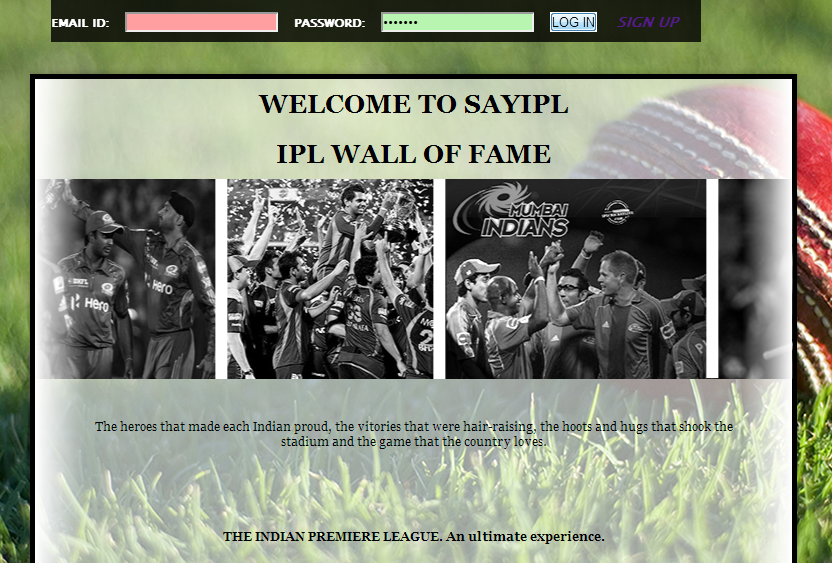 EMAIL ID: PASSWORD: ••••••• LOG IN SIGN UP
WELCOME TO SAYIPL
IPL WALL OF FAME
MUMBAI
INDIANS
Hero
Hero
33
The heroes that made each Indian proud, the vitories that were hair-raising, the hoots and hugs that shook the
stadium and the game that the country loves.
THE INDIAN PREMIERE LEAGUE. An ultimate experience.